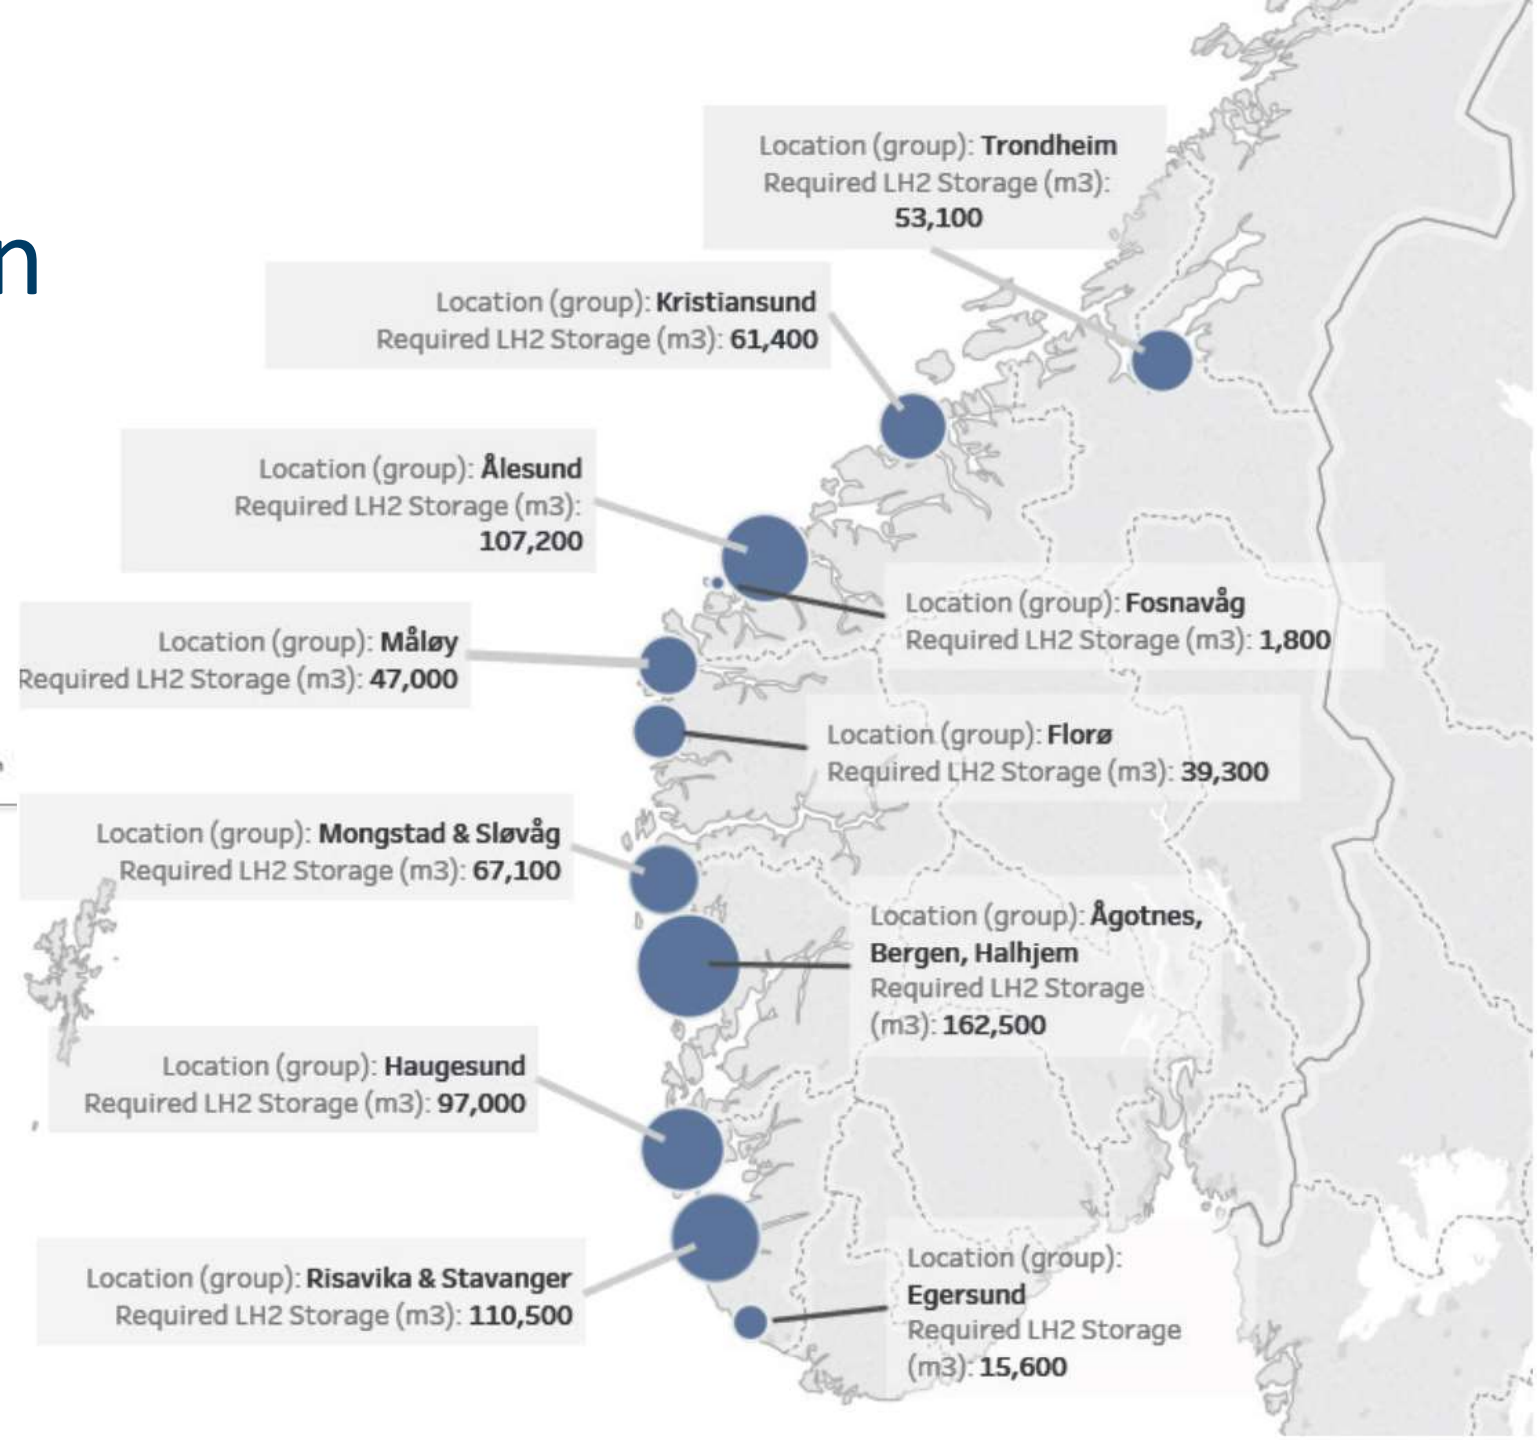 n
Location (group): Trondheim
Required LH2 Storage (m3):
53,100
Location (group): Kristiansund
Required LH2 Storage (m3): 61,400
Location (group): Ålesund
Required LH2 Storage (m3):
107,200
Location (group): Fosnavåg
Required LH2 Storage (m3): 1,800
Location (group): Måløy
Required LH2 Storage (m3): 47,000
Location (group): Florø
Required LH2 Storage (m3): 39,300
Location (group): Mongstad & Sløvåg
Required LH2 Storage (m3): 67,100
Location (group): Ågotnes,
Bergen, Halhjem
Required LH2 Storage
(m3): 162,500
Location (group): Haugesund
Required LH2 Storage (m3): 97,000
Location (group): Risavika & Stavanger
Required LH2 Storage (m3): 110,500
Location (group):
Egersund
Required LH2 Storage
(m3): 15,600